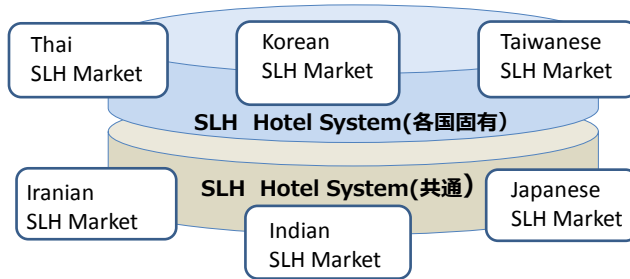 Thai
SLH Market
Korean
SLH Market
Taiwanese
SLH Market
SLH Hotel System(各国固有)
SLH Hotel System(共通)
Iranian
SLH Market
Indian
SLH Market
Japanese
SLH Market